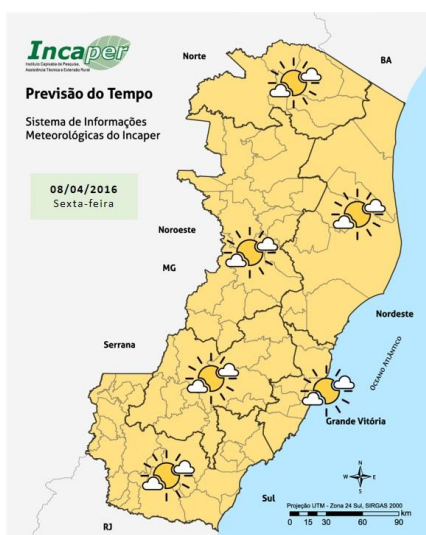 Incaper
Instituto Capixaba de Pesquisa,
Assistência Técnica e Extensão Rural
Previsão do Tempo
Sistema de Informações
Meteorológicas do Incaper
08/04/2016
Sexta-feira
Norte
BA
Noroeste
MG
Nordeste
Serrana
OCEANO ATLÂNTICO
Grande Vitória
Sul
RJ
N
W
E
S
Projeção UTM - Zona 24 Sul, SIRGAS 2000
km
0 15 30 60 90